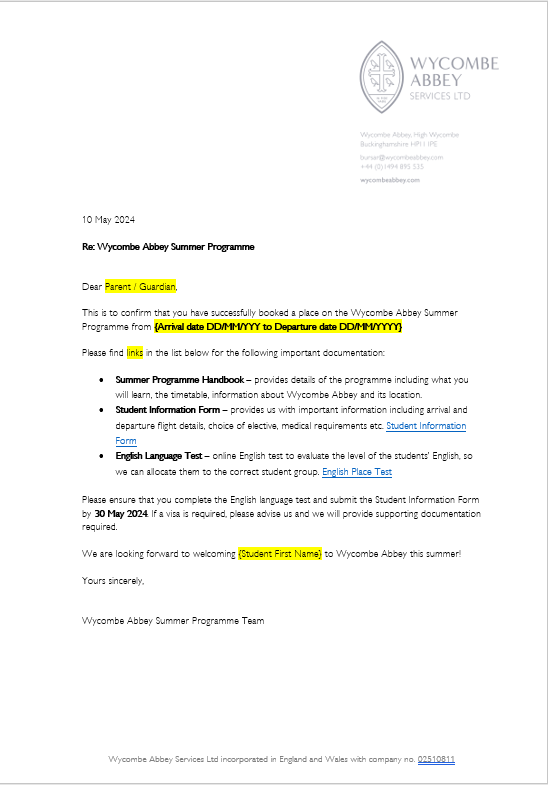 WYCOMBE
ABBEY
SERVICES LTD
Wycombe Abbey, High Wycombe
Buckinghamshire HP11 1PE
bursar@wycombeabbey.com
+44 (0)1494 895 535
wycombeabbey.com
10 May 2024
Re: Wycombe Abbey Summer Programme
Dear Parent / Guardian,
This is to confirm that you have successfully booked a place on the Wycombe Abbey Summer
Programme from {Arrival date DD/MM/YYY to Departure date DD/MM/YYYY}
Please find links in the list below for the following important documentation:
• Summer Programme Handbook – provides details of the programme including what you
will learn, the timetable, information about Wycombe Abbey and its location.
• Student Information Form – provides us with important information including arrival and
departure flight details, choice of elective, medical requirements etc. Student Information
Form
• English Language Test – online English test to evaluate the level of the students' English, so
we can allocate them to the correct student group. English Place Test
Please ensure that you complete the English language test and submit the Student Information Form
by 30 May 2024. If a visa is required, please advise us and we will provide supporting documentation
required.
We are looking forward to welcoming {Student First Name} to Wycombe Abbey this summer!
Yours sincerely,
Wycombe Abbey Summer Programme Team
Wycombe Abbey Services Ltd incorporated in England and Wales with company no. 02510811